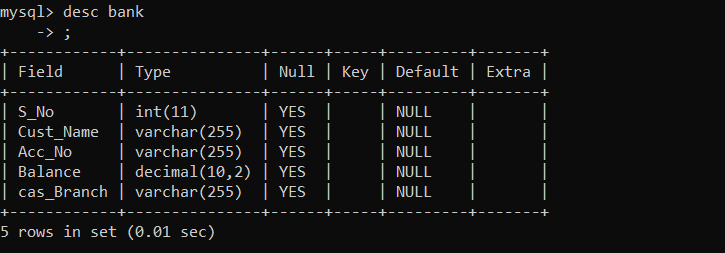 mysql> desc bank
    -> ;
+------------+---------------+------+-----+---------+-------+
| Field      | Type          | Null | Key | Default | Extra |
+------------+---------------+------+-----+---------+-------+
| S_No       | int(11)       | YES  |     | NULL    |       |
| Cust_Name  | varchar(255)  | YES  |     | NULL    |       |
| Acc_No     | varchar(255)  | YES  |     | NULL    |       |
| Balance    | decimal(10,2) | YES  |     | NULL    |       |
| cas_Branch | varchar(255)  | YES  |     | NULL    |       |
+------------+---------------+------+-----+---------+-------+
5 rows in set (0.01 sec)